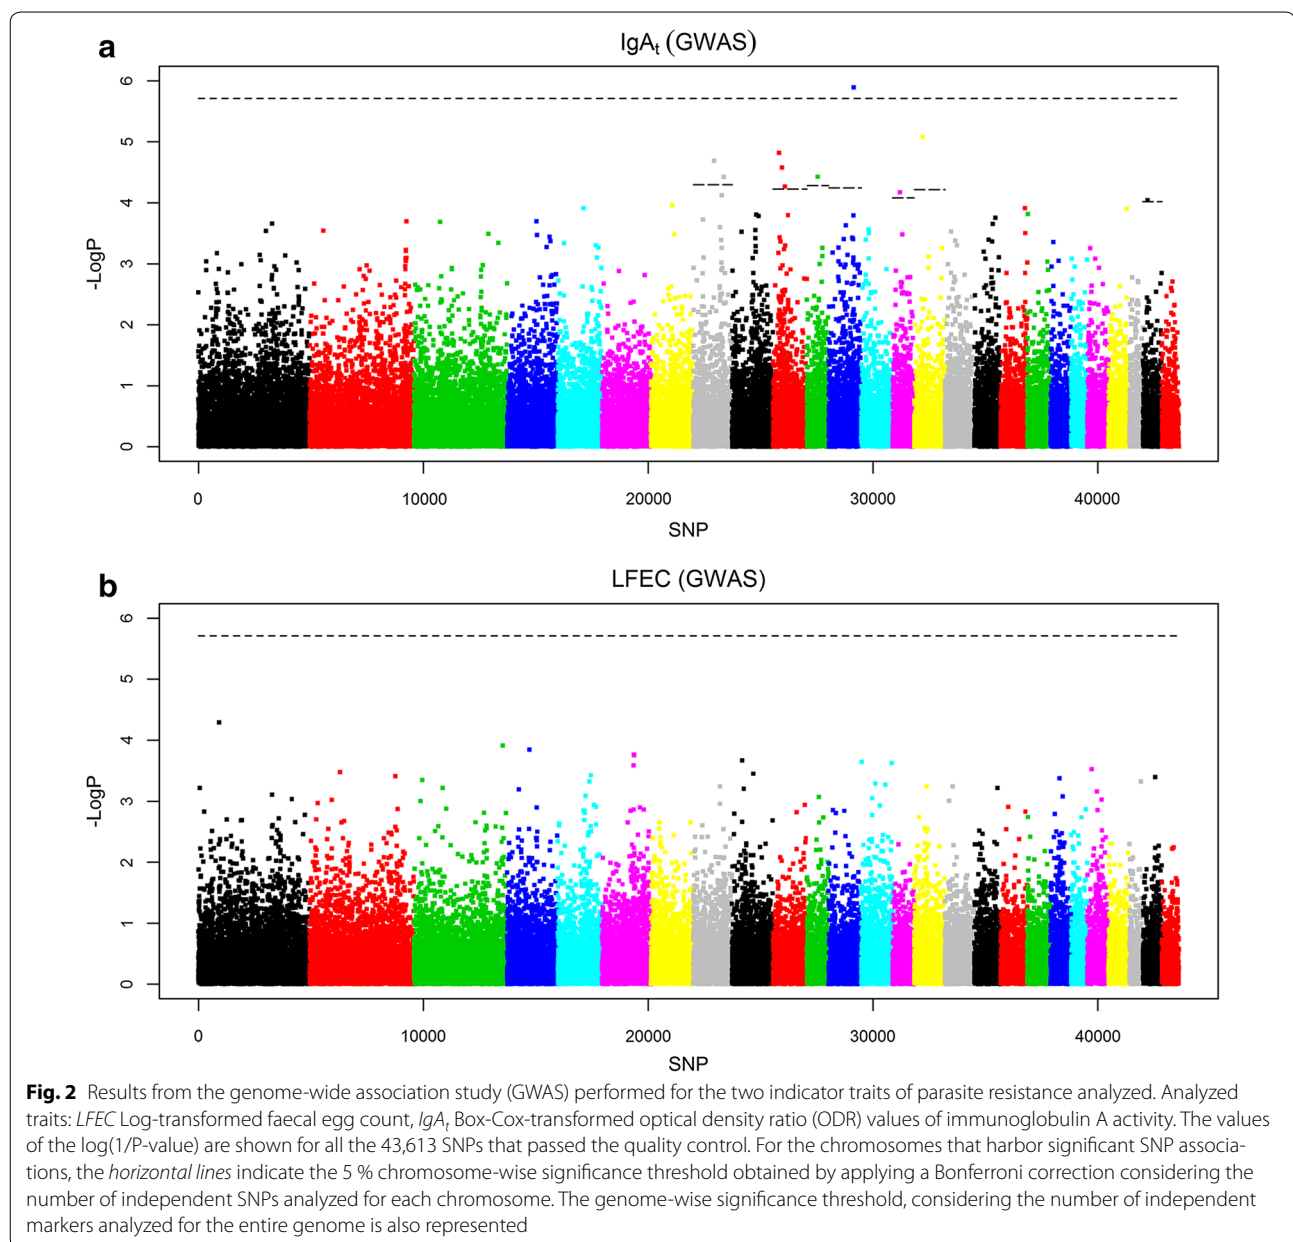 a
IgAt (GWAS)
6
5
4
3
2
1
0
-LogP
0 10000 20000 30000 40000
SNP
b
LFEC (GWAS)
6
5
4
3
2
1
0
-LogP
0 10000 20000 30000 40000
SNP
Fig. 2 Results from the genome-wide association study (GWAS) performed for the two indicator traits of parasite resistance analyzed. Analyzed
traits: LFEC Log-transformed faecal egg count, IgAt Box-Cox-transformed optical density ratio (ODR) values of immunoglobulin A activity. The values
of the log(1/P-value) are shown for all the 43,613 SNPs that passed the quality control. For the chromosomes that harbor significant SNP associa-
tions, the horizontal lines indicate the 5 % chromosome-wise significance threshold obtained by applying a Bonferroni correction considering the
number of independent SNPs analyzed for each chromosome. The genome-wise significance threshold, considering the number of independent
markers analyzed for the entire genome is also represented